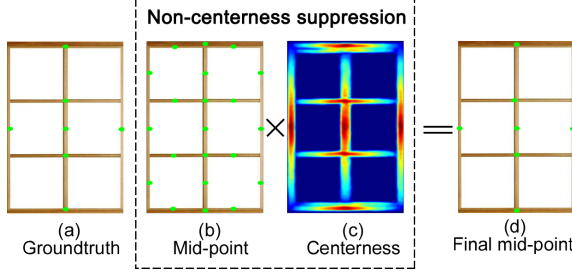 Non-centerness suppression
×
=
(a)
Groundtruth
(b)
Mid-point
(c)
Centerness
(d)
Final mid-point